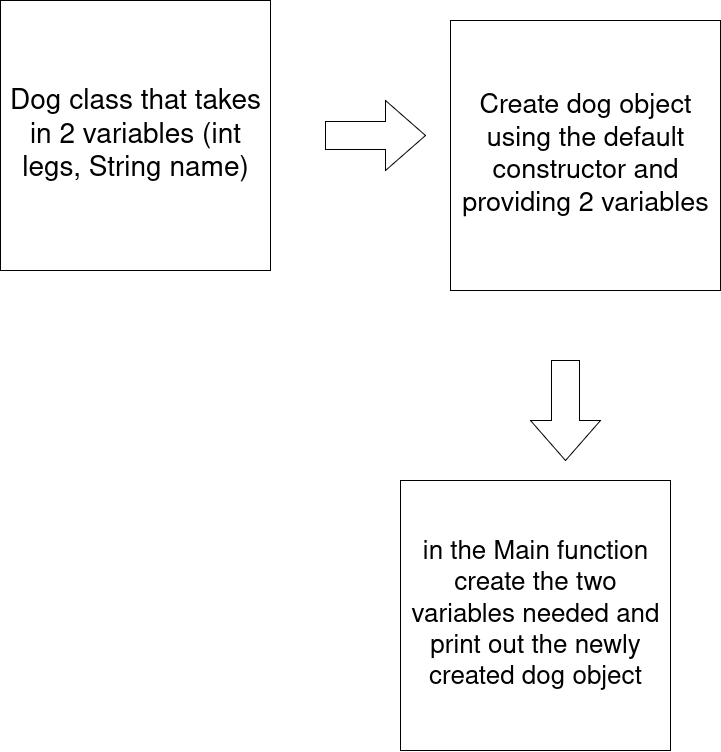 Dog class that takes
in 2 variables (int
legs, String name)
Create dog object
using the default
constructor and
providing 2 variables
in the Main function
create the two
variables needed and
print out the newly
created dog object